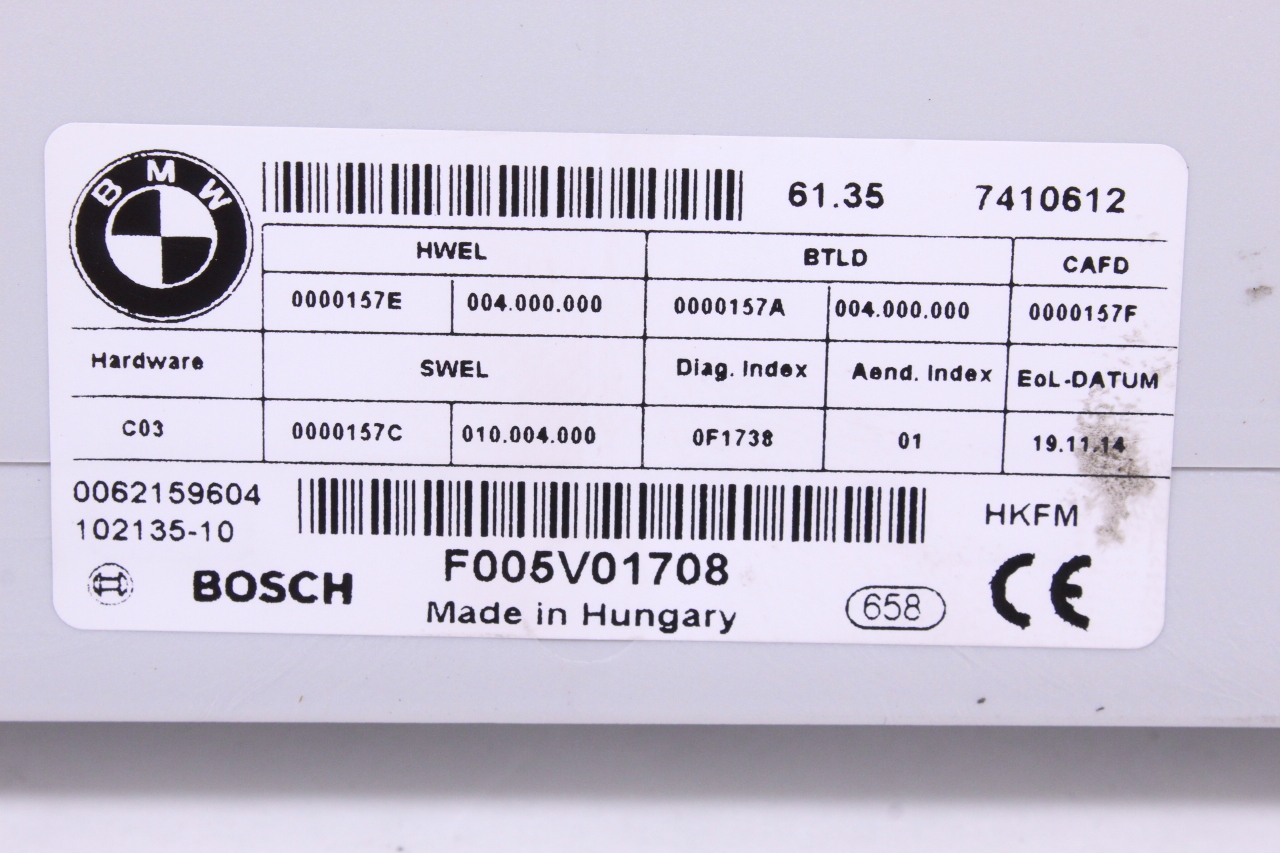 BMW
61.35 7410612
HWEL BTLD CAFD
0000157E 004.000.000 0000157A 004.000.000 0000157F
Hardware SWEL Diag. Index Aend. Index EoL-DATUM
C03 0000157C 010.004.000 0F1738 01 19.11.14
0062159604
102135-10
HKFM
F005V01708
BOSCH
Made in Hungary
658
CE